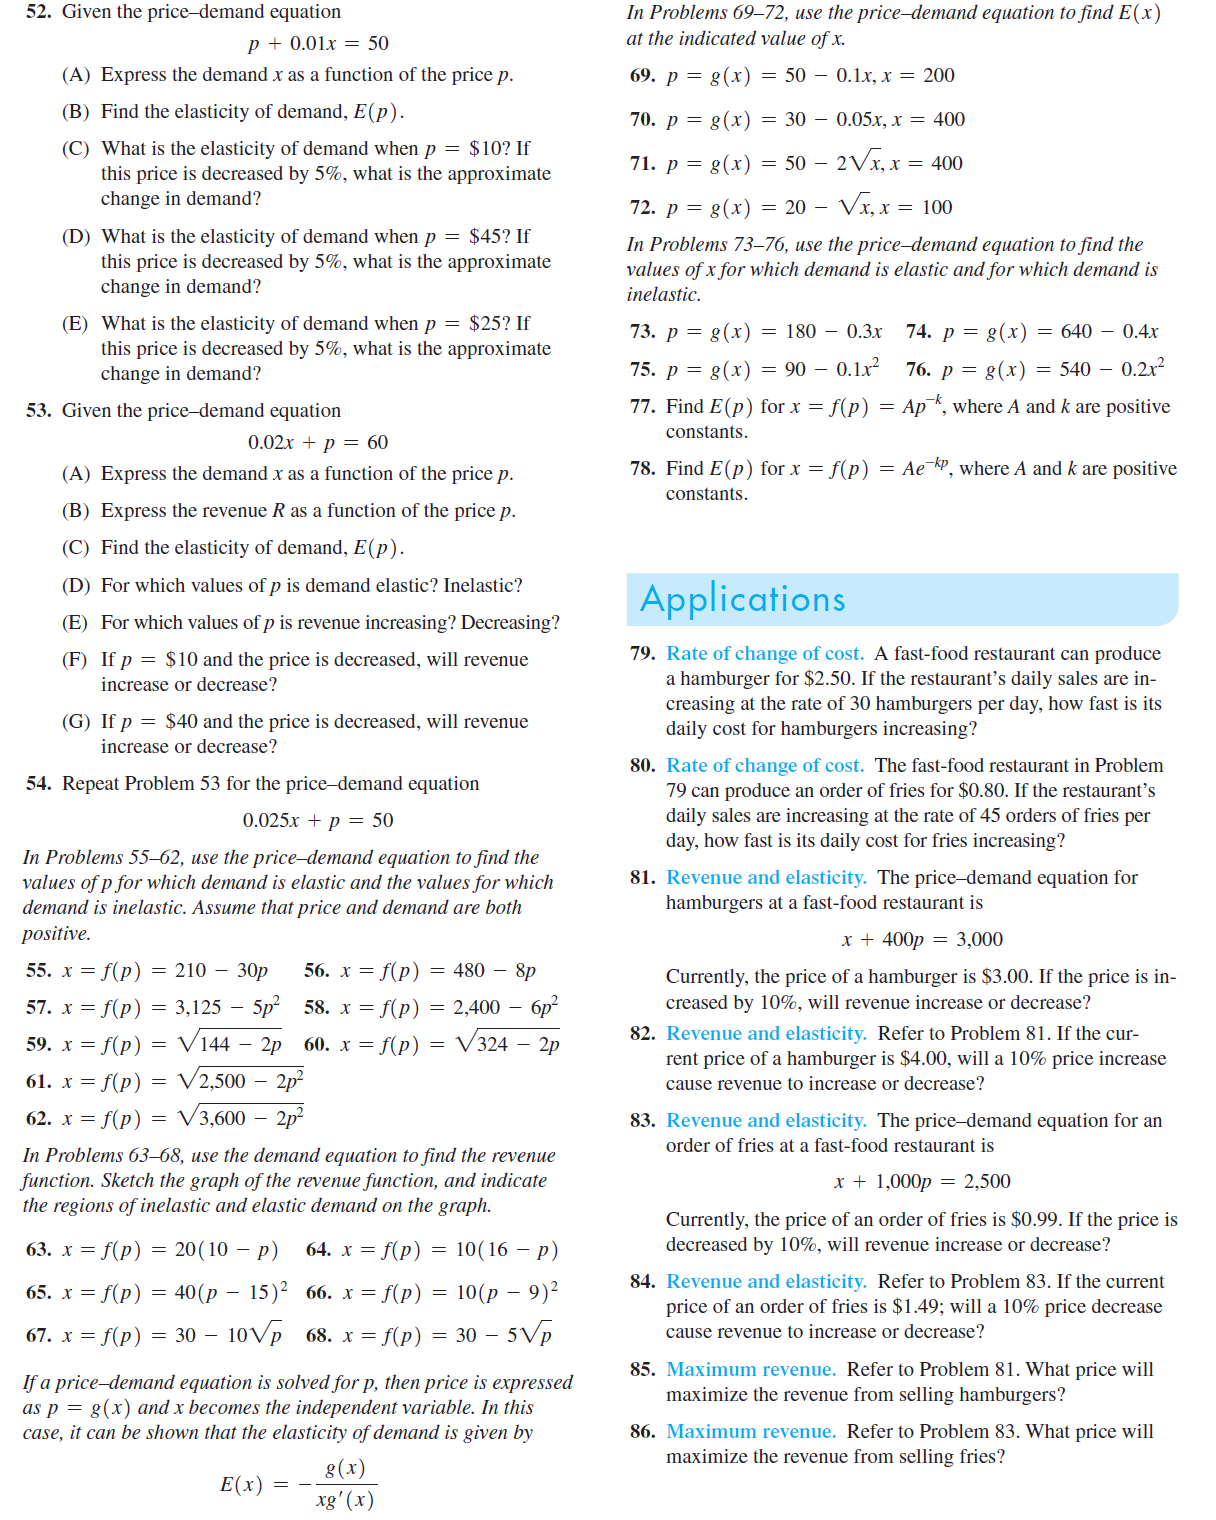 52. Given the price–demand equation
p + 0.01x = 50
(A) Express the demand x as a function of the price p.
(B) Find the elasticity of demand, E(p).
(C) What is the elasticity of demand when p = $10? If
this price is decreased by 5%, what is the approximate
change in demand?
(D) What is the elasticity of demand when p = $45? If
this price is decreased by 5%, what is the approximate
change in demand?
(E) What is the elasticity of demand when p = $25? If
this price is decreased by 5%, what is the approximate
change in demand?
53. Given the price–demand equation
0.02x + p = 60
(A) Express the demand x as a function of the price p.
(B) Express the revenue R as a function of the price p.
(C) Find the elasticity of demand, E(p).
(D) For which values of p is demand elastic? Inelastic?
(E) For which values of p is revenue increasing? Decreasing?
(F) If p = $10 and the price is decreased, will revenue
increase or decrease?
(G) If p = $40 and the price is decreased, will revenue
increase or decrease?
54. Repeat Problem 53 for the price–demand equation
0.025x + p = 50
In Problems 55–62, use the price–demand equation to find the
values of p for which demand is elastic and the values for which
demand is inelastic. Assume that price and demand are both
positive.
55. x = f(p) = 210 − 30p 56. x = f(p) = 480 − 8p
57. x = f(p) = 3,125 − 5p² 58. x = f(p) = 2,400 − 6p²
59. x = f(p) = √(144 − 2p) 60. x = f(p) = √(324 − 2p)
61. x = f(p) = √(2,500 − 2p²)
62. x = f(p) = √(3,600 − 2p²)
In Problems 63–68, use the demand equation to find the revenue
function. Sketch the graph of the revenue function, and indicate
the regions of inelastic and elastic demand on the graph.
63. x = f(p) = 20(10 − p) 64. x = f(p) = 10(16 − p)
65. x = f(p) = 40(p − 15)² 66. x = f(p) = 10(p − 9)²
67. x = f(p) = 30 − 10√p 68. x = f(p) = 30 − 5√p
If a price–demand equation is solved for p, then price is expressed
as p = g(x) and x becomes the independent variable. In this
case, it can be shown that the elasticity of demand is given by
E(x) = − g(x) / xg′(x)
In Problems 69–72, use the price–demand equation to find E(x)
at the indicated value of x.
69. p = g(x) = 50 − 0.1x, x = 200
70. p = g(x) = 30 − 0.05x, x = 400
71. p = g(x) = 50 − 2√x, x = 400
72. p = g(x) = 20 − √x, x = 100
In Problems 73–76, use the price–demand equation to find the
values of x for which demand is elastic and for which demand is
inelastic.
73. p = g(x) = 180 − 0.3x 74. p = g(x) = 640 − 0.4x
75. p = g(x) = 90 − 0.1x² 76. p = g(x) = 540 − 0.2x²
77. Find E(p) for x = f(p) = Ap⁻ᵏ, where A and k are positive
constants.
78. Find E(p) for x = f(p) = Ae⁻ᵏᵖ, where A and k are positive
constants.
Applications
79. Rate of change of cost. A fast-food restaurant can produce
a hamburger for $2.50. If the restaurant’s daily sales are in-
creasing at the rate of 30 hamburgers per day, how fast is its
daily cost for hamburgers increasing?
80. Rate of change of cost. The fast-food restaurant in Problem
79 can produce an order of fries for $0.80. If the restaurant’s
daily sales are increasing at the rate of 45 orders of fries per
day, how fast is its daily cost for fries increasing?
81. Revenue and elasticity. The price–demand equation for
hamburgers at a fast-food restaurant is
x + 400p = 3,000
Currently, the price of a hamburger is $3.00. If the price is in-
creased by 10%, will revenue increase or decrease?
82. Revenue and elasticity. Refer to Problem 81. If the cur-
rent price of a hamburger is $4.00, will a 10% price increase
cause revenue to increase or decrease?
83. Revenue and elasticity. The price–demand equation for an
order of fries at a fast-food restaurant is
x + 1,000p = 2,500
Currently, the price of an order of fries is $0.99. If the price is
decreased by 10%, will revenue increase or decrease?
84. Revenue and elasticity. Refer to Problem 83. If the current
price of an order of fries is $1.49; will a 10% price decrease
cause revenue to increase or decrease?
85. Maximum revenue. Refer to Problem 81. What price will
maximize the revenue from selling hamburgers?
86. Maximum revenue. Refer to Problem 83. What price will
maximize the revenue from selling fries?